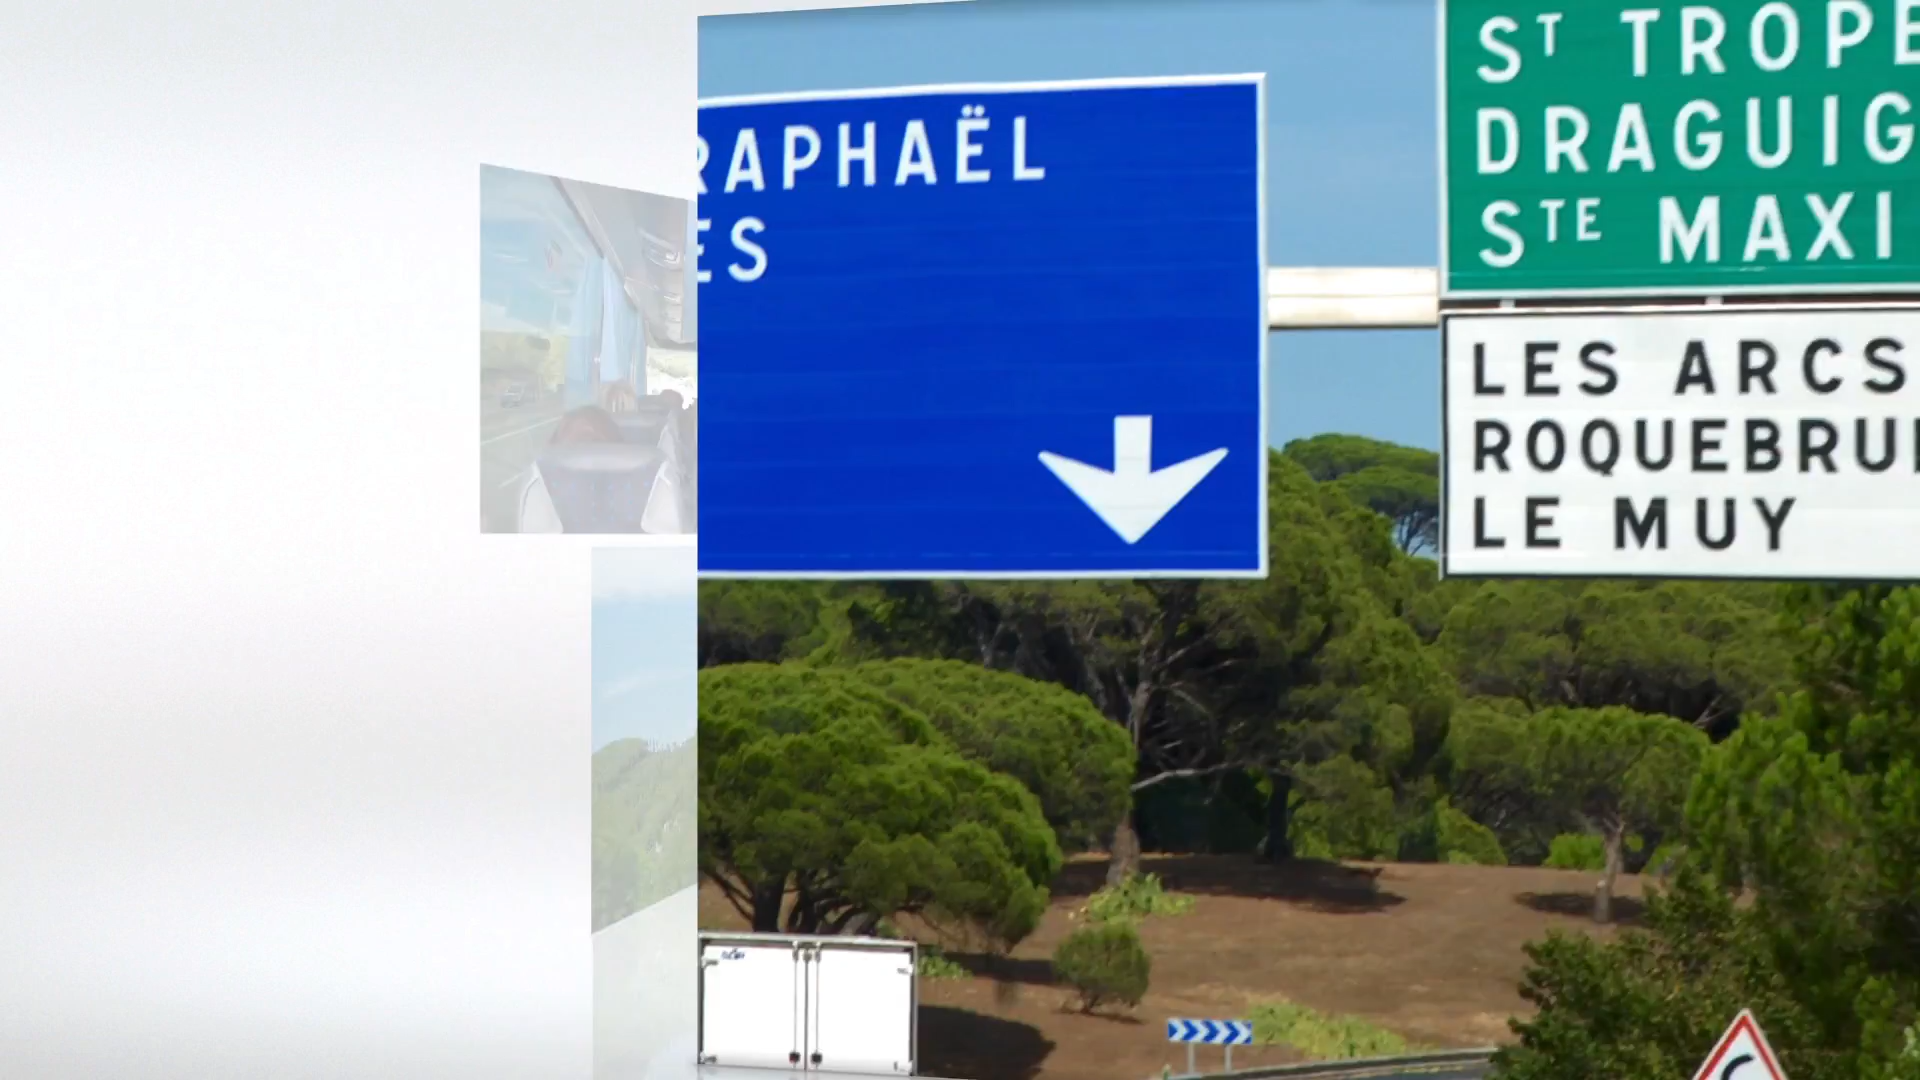 RAPHAËL
ES
ST TROPE
DRAGUIG
STE MAXI
LES ARCS
ROQUEBRU
LE MUY